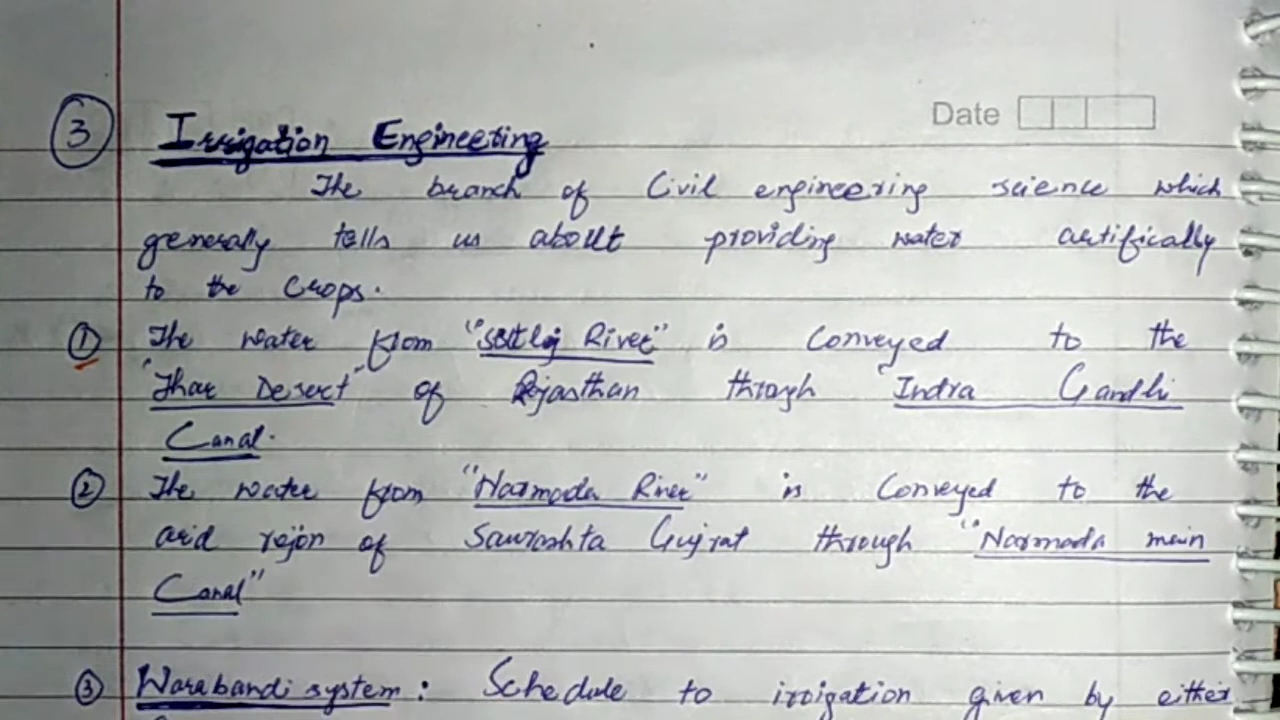 Date
③ Irrigation Engineering
The branch of Civil engineering science which
generally tells us about providing water artifically
to the Crops.
① The water from "Sutlej River" is Conveyed to the
"Thar Desert" of Rajasthan through "Indra Gandhi
Canal.
② The water from "Narmada River" is Conveyed to the
arid rejon of Saurashta Gujrat through "Narmada main
Canal"
③ Warabandi system: Schedule to irrigation given by either